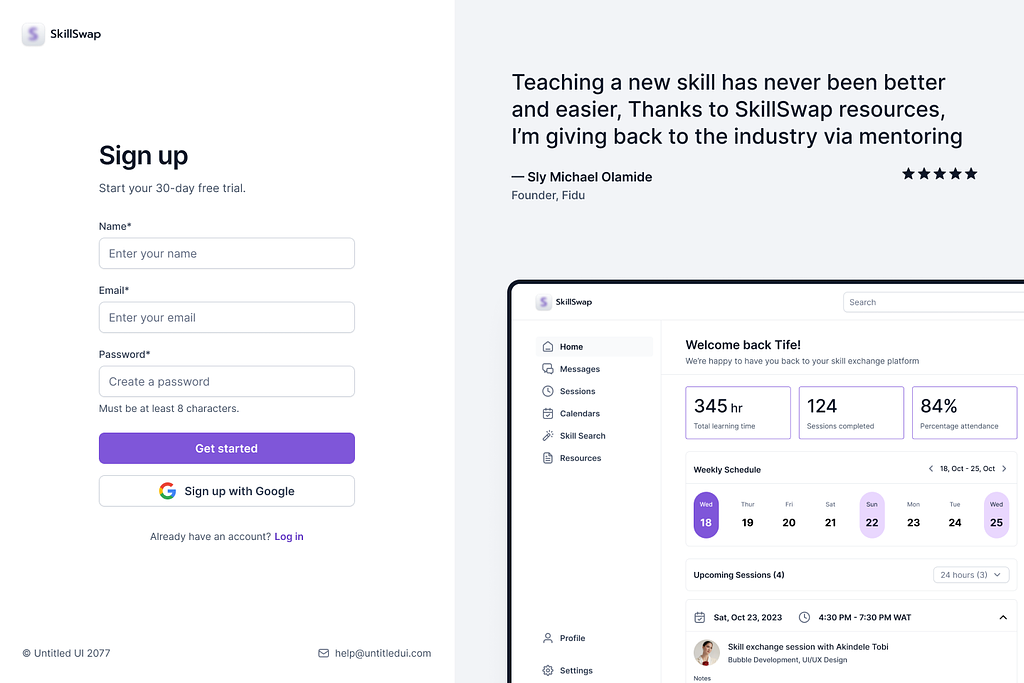 SkillSwap
Sign up
Start your 30-day free trial.
Name*
Enter your name
Email*
Enter your email
Password*
Create a password
Must be at least 8 characters.
Get started
Sign up with Google
Already have an account? Log in
© Untitled UI 2077
help@untitledui.com
Teaching a new skill has never been better
and easier, Thanks to SkillSwap resources,
I’m giving back to the industry via mentoring
— Sly Michael Olamide
Founder, Fidu
SkillSwap
Search
Home
Messages
Sessions
Calendars
Skill Search
Resources
Profile
Settings
Welcome back Tife!
We’re happy to have you back to your skill exchange platform
345 hr
Total learning time
124
Sessions completed
84%
Percentage attendance
Weekly Schedule
18, Oct - 25, Oct
Wed Thur Fri Sat Sun Mon Tue Wed
18 19 20 21 22 23 24 25
Upcoming Sessions (4)
24 hours (3)
Sat, Oct 23, 2023
4:30 PM - 7:30 PM WAT
Skill exchange session with Akindele Tobi
Bubble Development, UI/UX Design
Notes